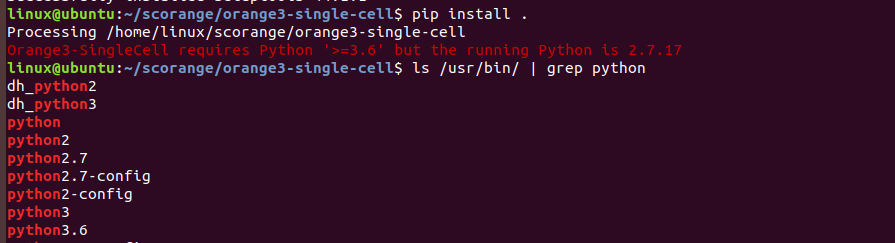 linux@ubuntu:~/scorange/orange3-single-cell$ pip install .
Processing /home/linux/scorange/orange3-single-cell
Orange3-SingleCell requires Python '>=3.6' but the running Python is 2.7.17
linux@ubuntu:~/scorange/orange3-single-cell$ ls /usr/bin/ | grep python
dh_python2
dh_python3
python
python2
python2.7
python2.7-config
python2-config
python3
python3.6